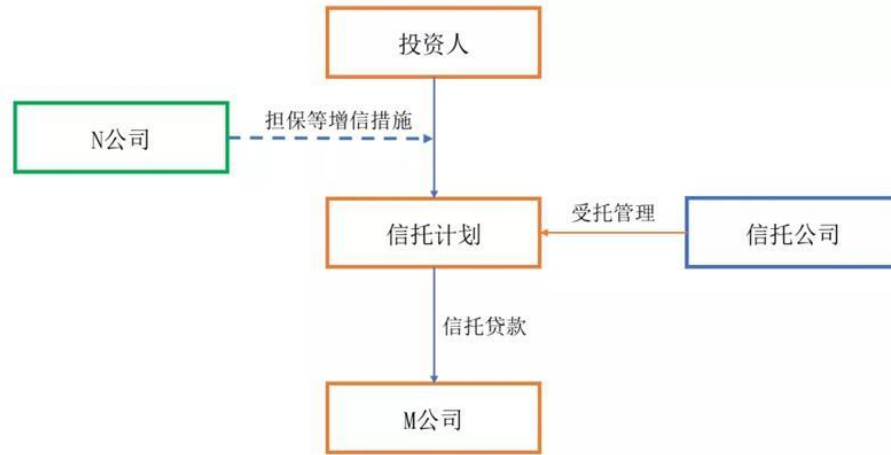 投资人
担保等增信措施
N公司
信托计划
受托管理
信托公司
信托贷款
M公司